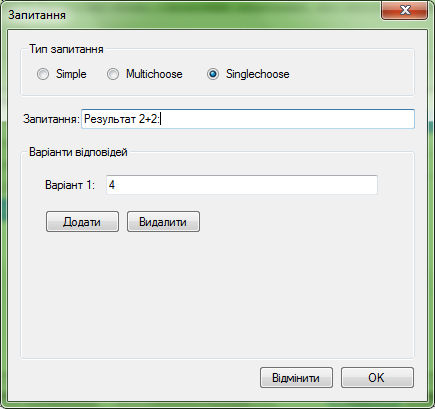 Запитання
Тип запитання
Simple Multichoose Singlechoose
Запитання: Результат 2+2:
Варіанти відповідей
Варіант 1: 4
Додати Видалити
Відмінити OK